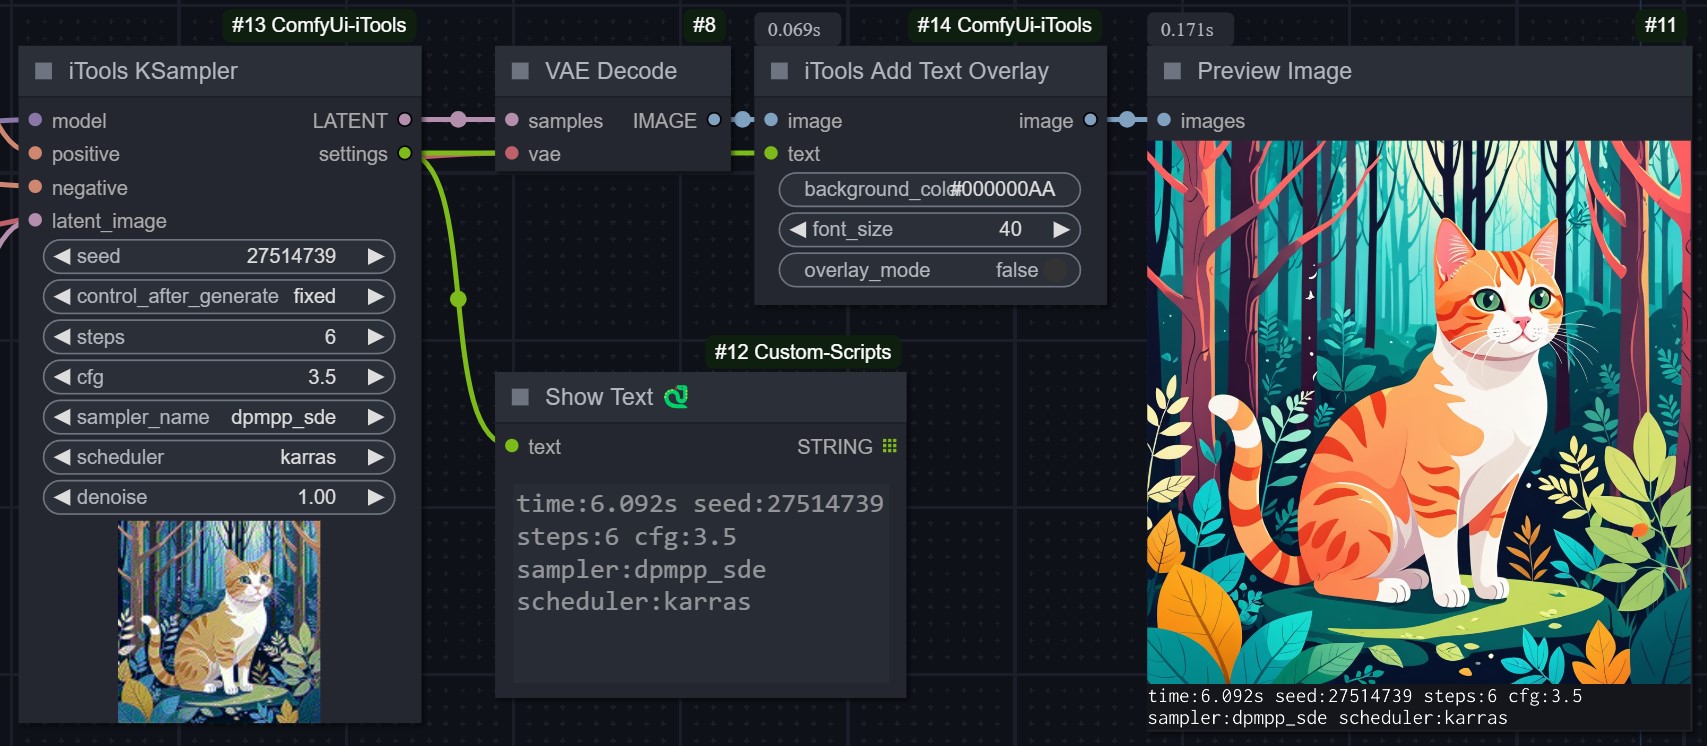 #13 ComfyUi-iTools
iTools KSampler
model LATENT
positive settings
negative
latent_image
seed 27514739
control_after_generate fixed
steps 6
cfg 3.5
sampler_name dpmpp_sde
scheduler karras
denoise 1.00
#8
VAE Decode
samples IMAGE
vae
0.069s #14 ComfyUi-iTools
iTools Add Text Overlay
image image
text
background_colo #000000AA
font_size 40
overlay_mode false
#12 Custom-Scripts
Show Text
text STRING
time:6.092s seed:27514739
steps:6 cfg:3.5
sampler:dpmpp_sde
scheduler:karras
0.171s #11
Preview Image
images
time:6.092s seed:27514739 steps:6 cfg:3.5
sampler:dpmpp_sde scheduler:karras